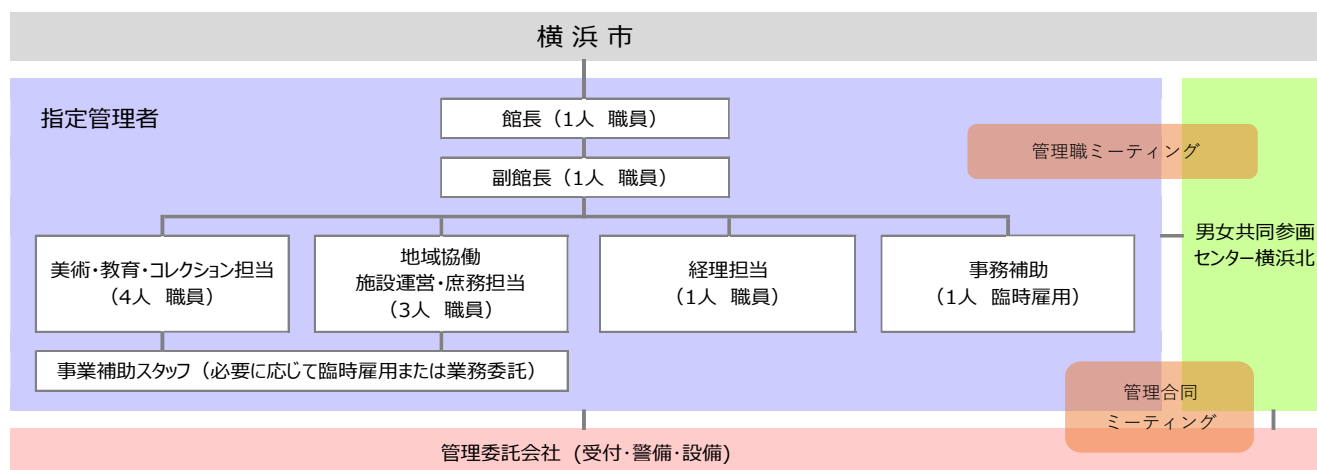 横浜市
指定管理者
館長（1人 職員）
管理職ミーティング
副館長（1人 職員）
美術・教育・コレクション担当
（4人 職員）
地域協働
施設運営・庶務担当
（3人 職員）
経理担当
（1人 職員）
事務補助
（1人 臨時雇用）
男女共同参画
センター横浜北
事業補助スタッフ（必要に応じて臨時雇用または業務委託）
管理合同
ミーティング
管理委託会社 (受付・警備・設備)